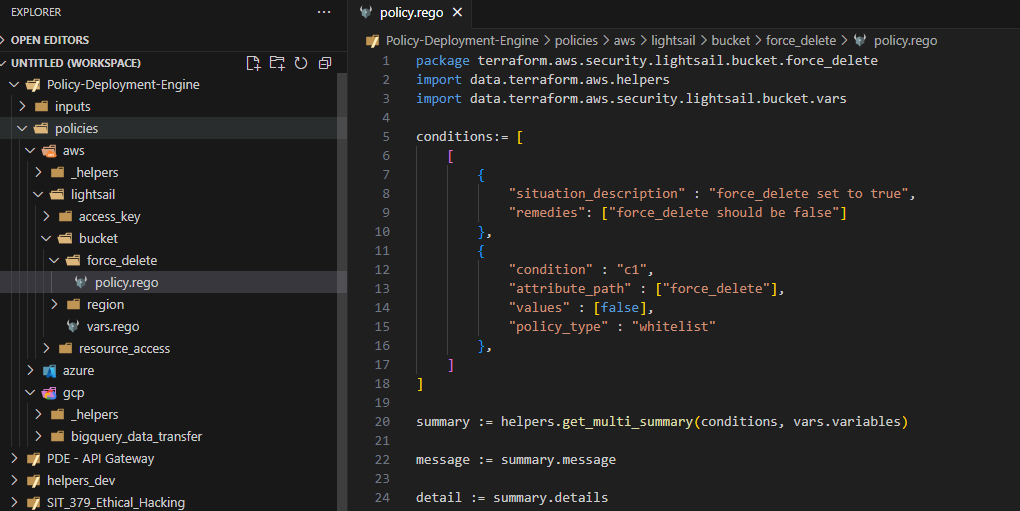 EXPLORER
···
OPEN EDITORS
UNTITLED (WORKSPACE)
Policy-Deployment-Engine
inputs
policies
aws
_helpers
lightsail
access_key
bucket
force_delete
policy.rego
region
vars.rego
resource_access
azure
gcp
_helpers
bigquery_data_transfer
PDE - API Gateway
helpers_dev
SIT_379_Ethical_Hacking
policy.rego
Policy-Deployment-Engine > policies > aws > lightsail > bucket > force_delete > policy.rego
1 package terraform.aws.security.lightsail.bucket.force_delete
2 import data.terraform.aws.helpers
3 import data.terraform.aws.security.lightsail.bucket.vars
4
5 conditions:= [
6     [
7         {
8             "situation_description" : "force_delete set to true",
9             "remedies": ["force_delete should be false"]
10         },
11         {
12             "condition" : "c1",
13             "attribute_path" : ["force_delete"],
14             "values" : [false],
15             "policy_type" : "whitelist"
16         },
17     ]
18 ]
19
20 summary := helpers.get_multi_summary(conditions, vars.variables)
21
22 message := summary.message
23
24 detail := summary.details